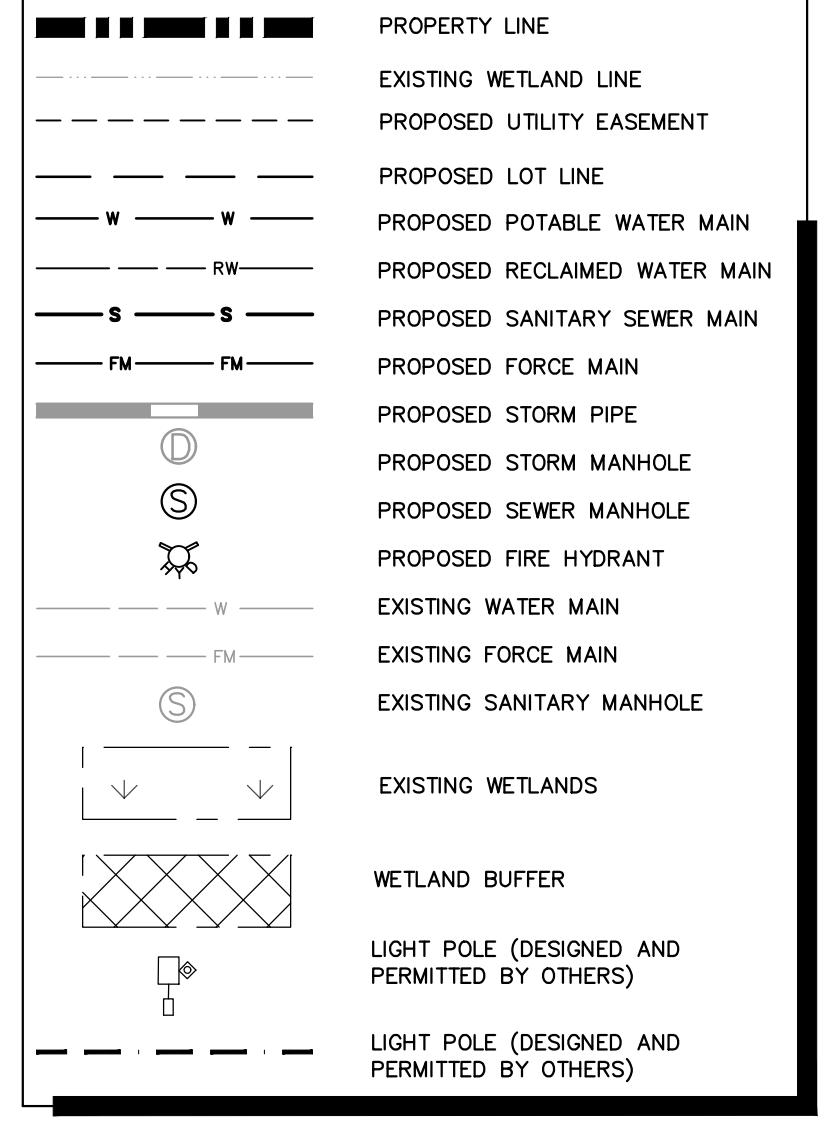 PROPERTY LINE
EXISTING WETLAND LINE
PROPOSED UTILITY EASEMENT
PROPOSED LOT LINE
W W PROPOSED POTABLE WATER MAIN
RW PROPOSED RECLAIMED WATER MAIN
S S PROPOSED SANITARY SEWER MAIN
FM FM PROPOSED FORCE MAIN
PROPOSED STORM PIPE
D PROPOSED STORM MANHOLE
S PROPOSED SEWER MANHOLE
PROPOSED FIRE HYDRANT
W EXISTING WATER MAIN
FM EXISTING FORCE MAIN
S EXISTING SANITARY MANHOLE
EXISTING WETLANDS
WETLAND BUFFER
LIGHT POLE (DESIGNED AND
PERMITTED BY OTHERS)
LIGHT POLE (DESIGNED AND
PERMITTED BY OTHERS)